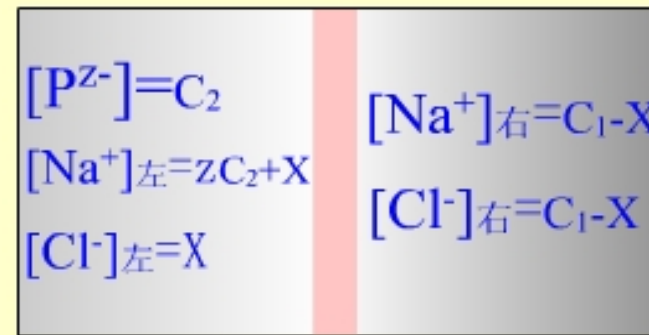 [P^z-]=C₂
[Na⁺]左=zC₂+X
[Cl⁻]左=X
[Na⁺]右=C₁-X
[Cl⁻]右=C₁-X